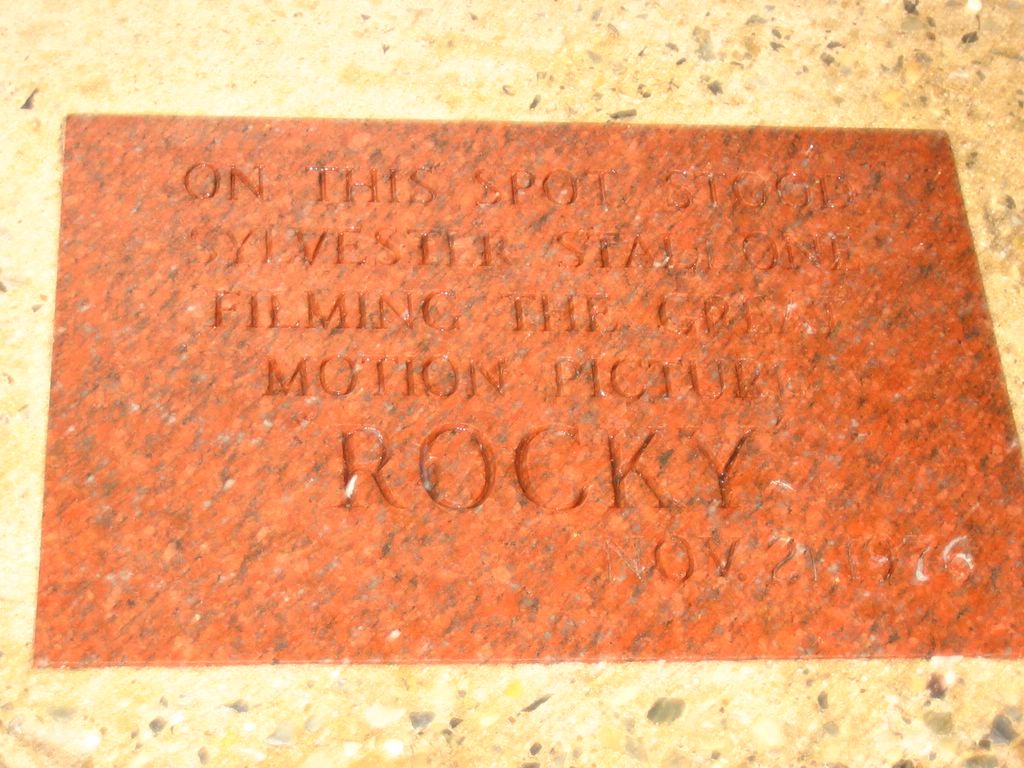 ON THIS SPOT STOOD
SYLVESTER STALLONE
FILMING THE GREAT
MOTION PICTURE
ROCKY
NOV. 21, 1976